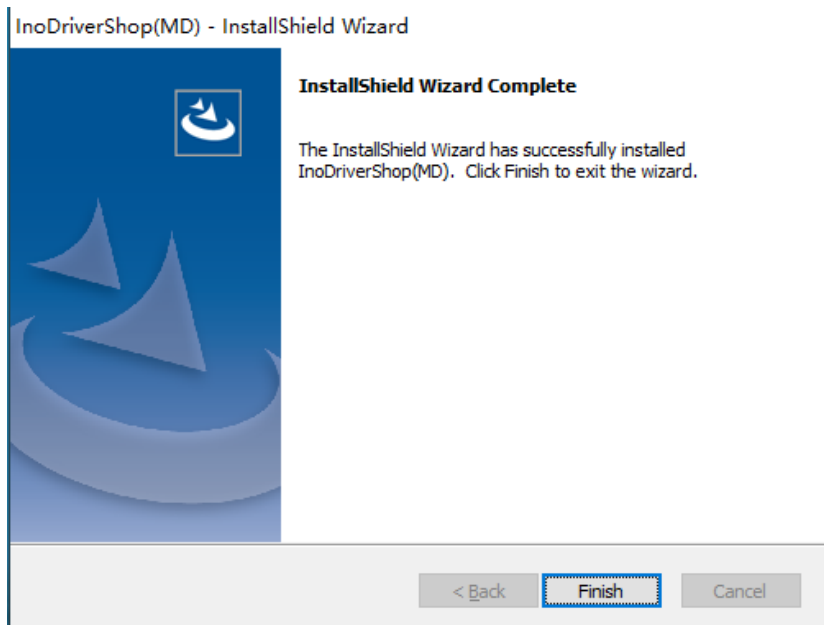 InoDriverShop(MD) - InstallShield Wizard
InstallShield Wizard Complete
The InstallShield Wizard has successfully installed
InoDriverShop(MD). Click Finish to exit the wizard.
< Back
Finish
Cancel